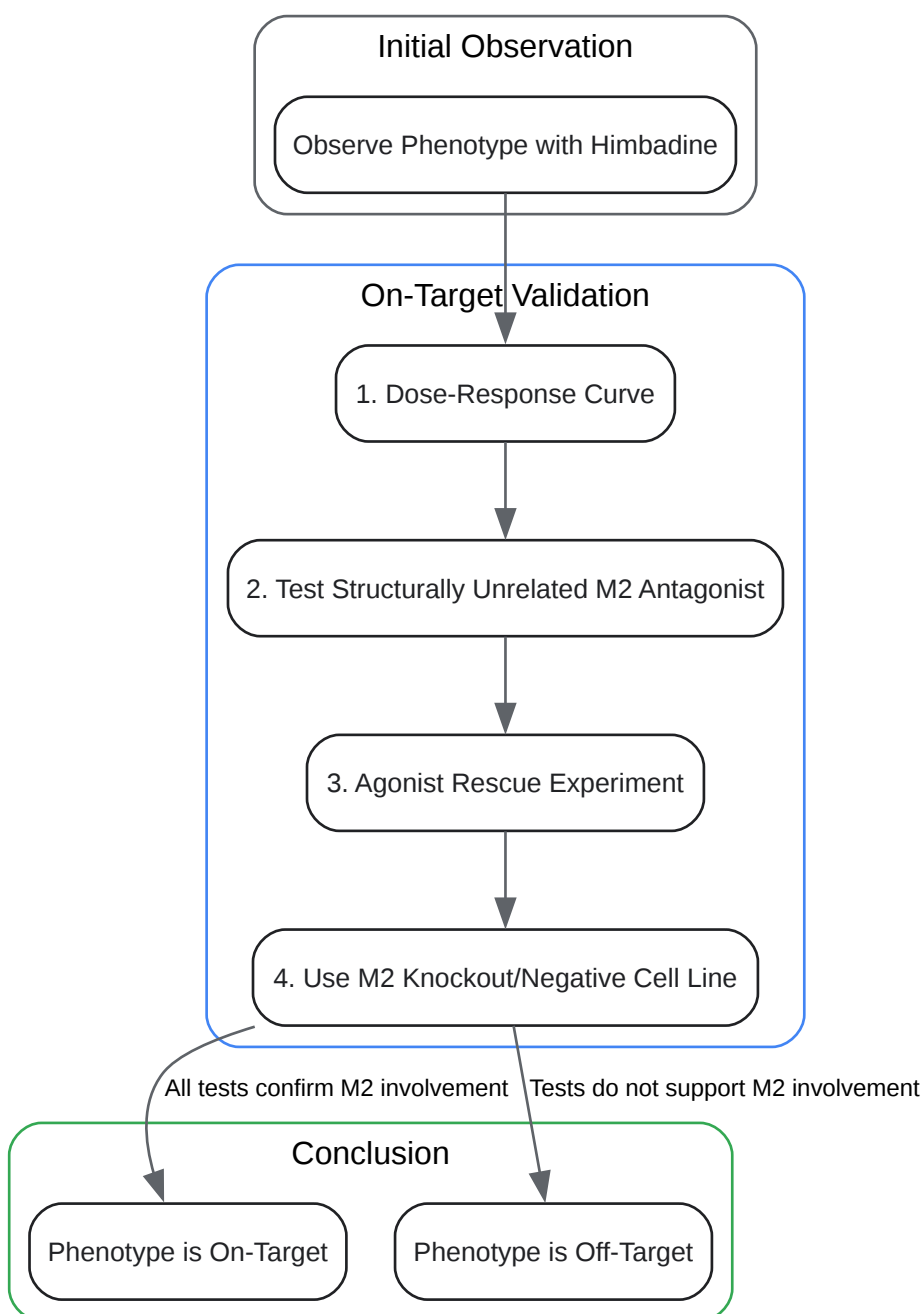 Initial Observation
Observe Phenotype with Himbadine
On-Target Validation
1. Dose-Response Curve
2. Test Structurally Unrelated M2 Antagonist
3. Agonist Rescue Experiment
4. Use M2 Knockout/Negative Cell Line
All tests confirm M2 involvement
Tests do not support M2 involvement
Conclusion
Phenotype is On-Target
Phenotype is Off-Target